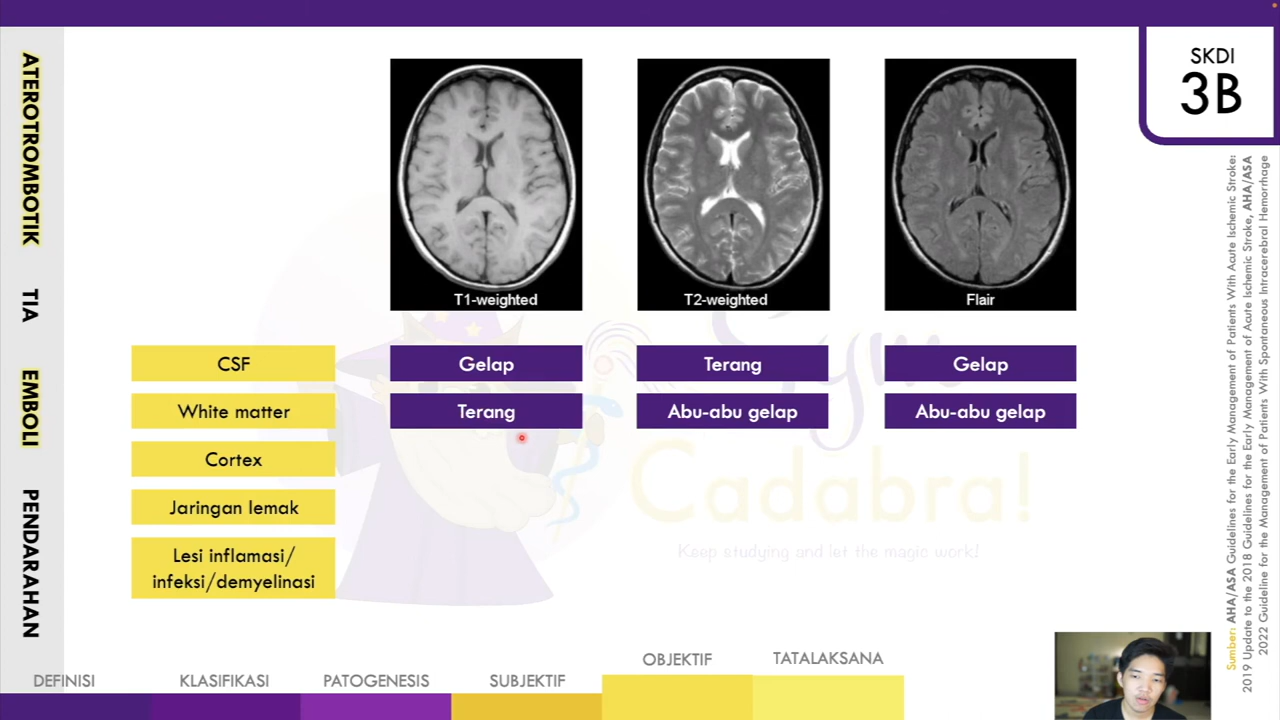 SKDI
3B
ATEROTROMBOTIK
TIA
EMBOLI
PENDARAHAN
T1-weighted
T2-weighted
Flair
CSF
Gelap
Terang
Gelap
White matter
Terang
Abu-abu gelap
Abu-abu gelap
Cortex
Jaringan lemak
Lesi inflamasi/
infeksi/demyelinasi
Gym
Cadabra!
Keep studying and let the magic work!
DEFINISI
KLASIFIKASI
PATOGENESIS
SUBJEKTIF
OBJEKTIF
TATALAKSANA
Sumber: AHA/ASA Guidelines for the Early Management of Patients With Acute Ischemic Stroke:
2019 Update to the 2018 Guidelines for the Early Management of Acute Ischemic Stroke, AHA/ASA
2022 Guideline for the Management of Patients With Spontaneous Intracerebral Hemorrhage